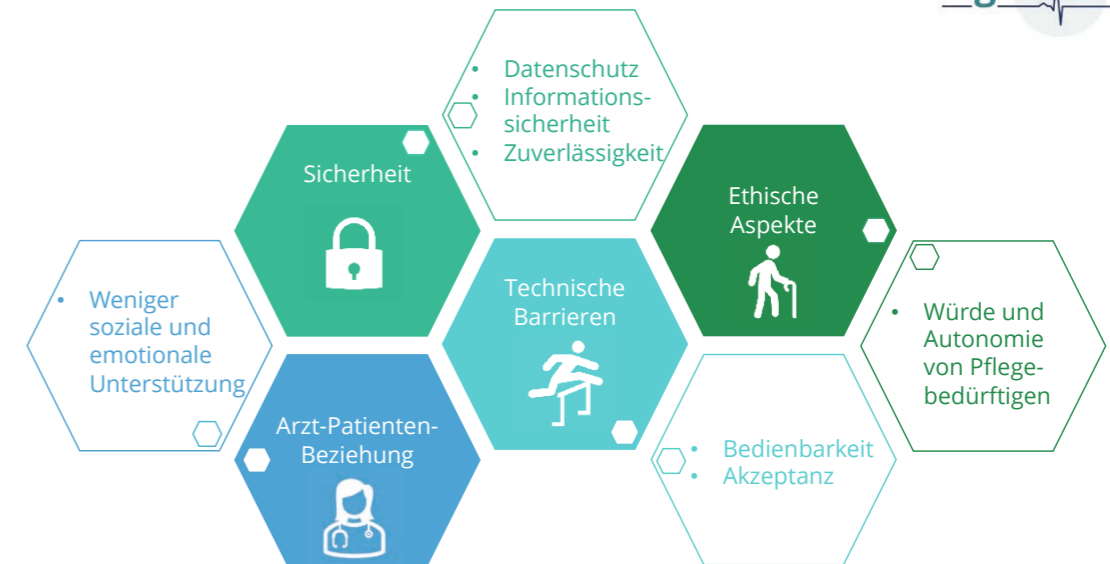 • Datenschutz
• Informations-
sicherheit
• Zuverlässigkeit
Sicherheit
Ethische
Aspekte
Technische
Barrieren
• Weniger
soziale und
emotionale
Unterstützung
• Würde und
Autonomie
von Pflege-
bedürftigen
Arzt-Patienten-
Beziehung
• Bedienbarkeit
• Akzeptanz